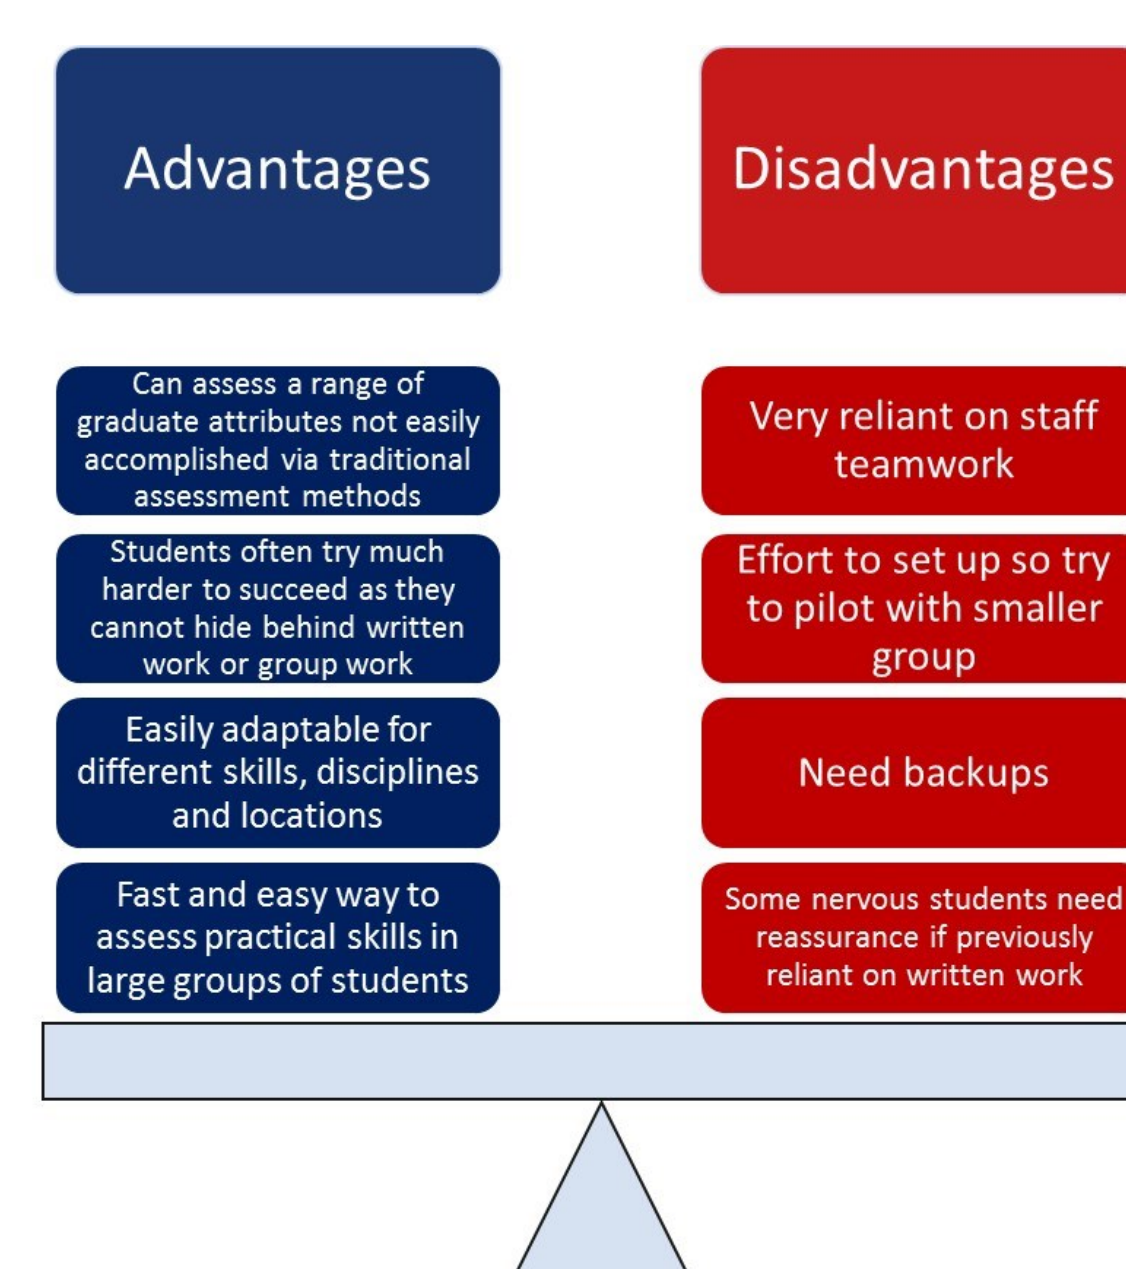 Advantages
Can assess a range of
graduate attributes not easily
accomplished via traditional
assessment methods
Students often try much
harder to succeed as they
cannot hide behind written
work or group work
Easily adaptable for
different skills, disciplines
and locations
Fast and easy way to
assess practical skills in
large groups of students
Disadvantages
Very reliant on staff
teamwork
Effort to set up so try
to pilot with smaller
group
Need backups
Some nervous students need
reassurance if previously
reliant on written work